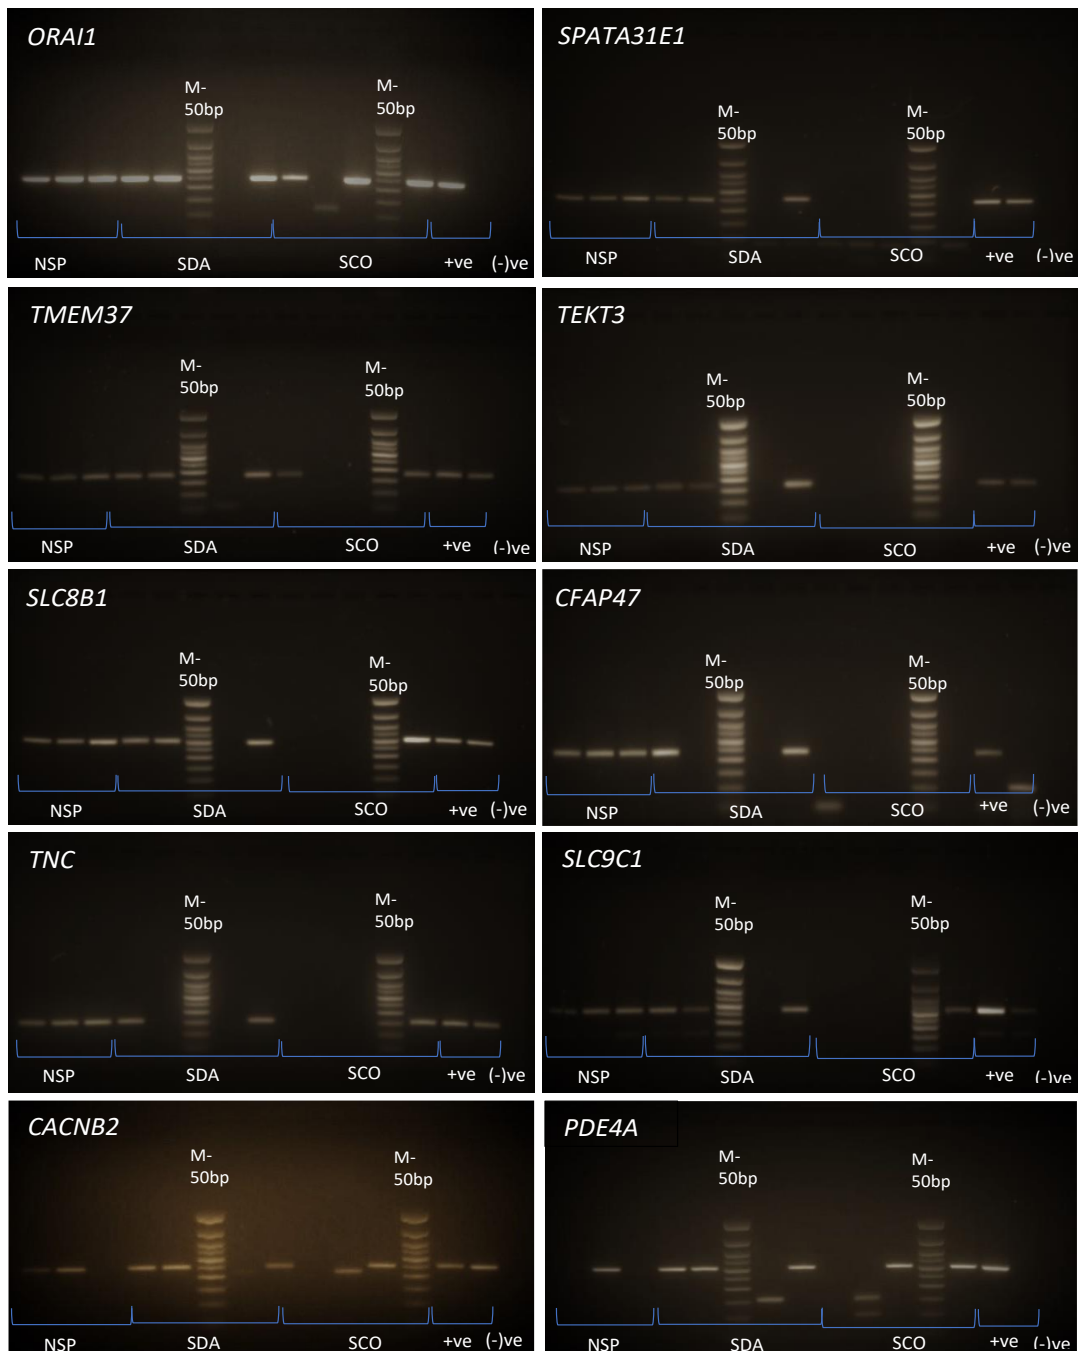 ORAI1
M-
50bp
M-
50bp
NSP
SDA
SCO
+ve
(-)ve
SPATA31E1
M-
50bp
M-
50bp
NSP
SDA
SCO
+ve
(-)ve
TMEM37
M-
50bp
M-
50bp
NSP
SDA
SCO
+ve
(-)ve
TEKT3
M-
50bp
M-
50bp
NSP
SDA
SCO
+ve
(-)ve
SLC8B1
M-
50bp
M-
50bp
NSP
SDA
SCO
+ve
(-)ve
CFAP47
M-
50bp
M-
50bp
NSP
SDA
SCO
+ve
(-)ve
TNC
M-
50bp
M-
50bp
NSP
SDA
SCO
+ve
(-)ve
SLC9C1
M-
50bp
M-
50bp
NSP
SDA
SCO
+ve
(-)ve
CACNB2
M-
50bp
M-
50bp
NSP
SDA
SCO
+ve
(-)ve
PDE4A
M-
50bp
M-
50bp
NSP
SDA
SCO
+ve
(-)ve